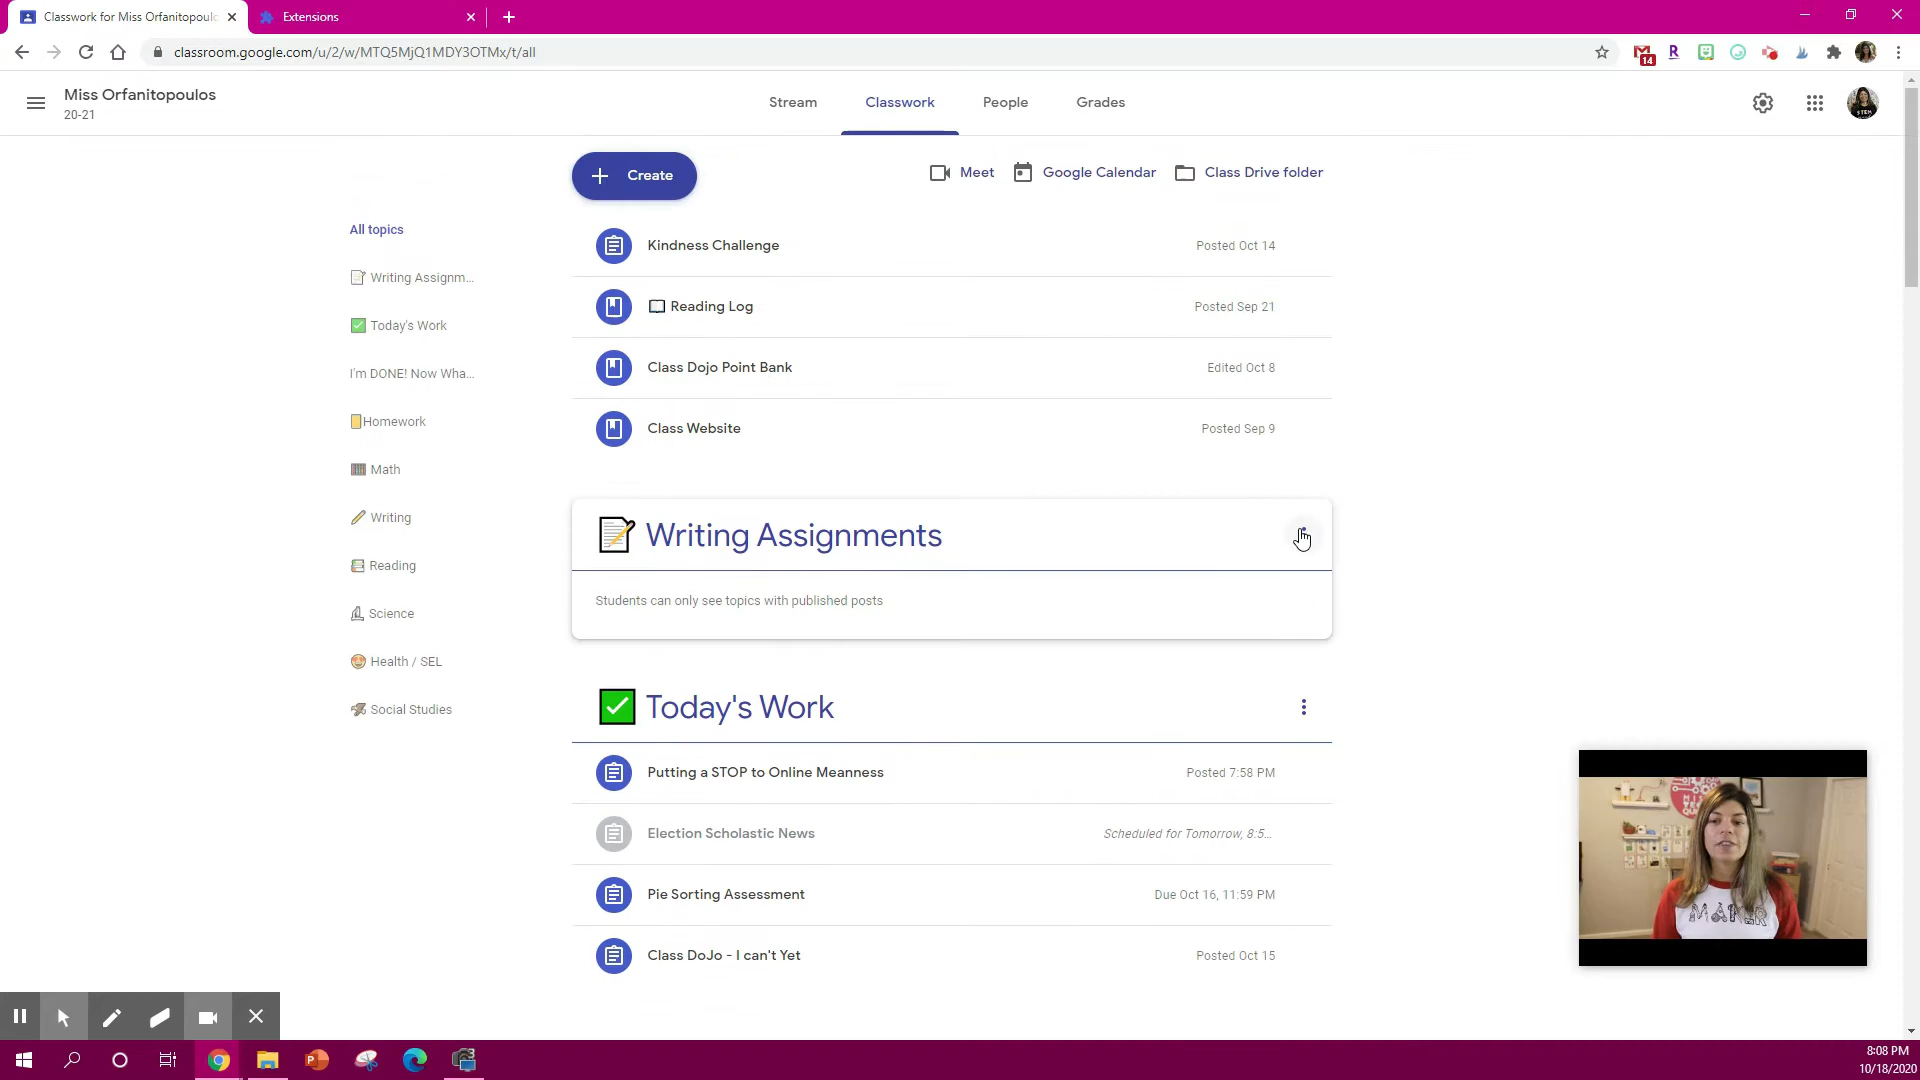 Classwork for Miss Orfanitopoulo
Extensions
classroom.google.com/u/2/w/MTQ5MjQ1MDY3OTMx/t/all
14
Miss Orfanitopoulos
20-21
Stream
Classwork
People
Grades
Create
Meet
Google Calendar
Class Drive folder
All topics
Writing Assignm...
Today's Work
I'm DONE! Now Wha...
Homework
Math
Writing
Reading
Science
Health / SEL
Social Studies
Kindness Challenge
Posted Oct 14
Reading Log
Posted Sep 21
Class Dojo Point Bank
Edited Oct 8
Class Website
Posted Sep 9
Writing Assignments
Students can only see topics with published posts
Today's Work
Putting a STOP to Online Meanness
Posted 7:58 PM
Election Scholastic News
Scheduled for Tomorrow, 8:5...
Pie Sorting Assessment
Due Oct 16, 11:59 PM
Class DoJo - I can't Yet
Posted Oct 15
MAKER
8:08 PM
10/18/2020